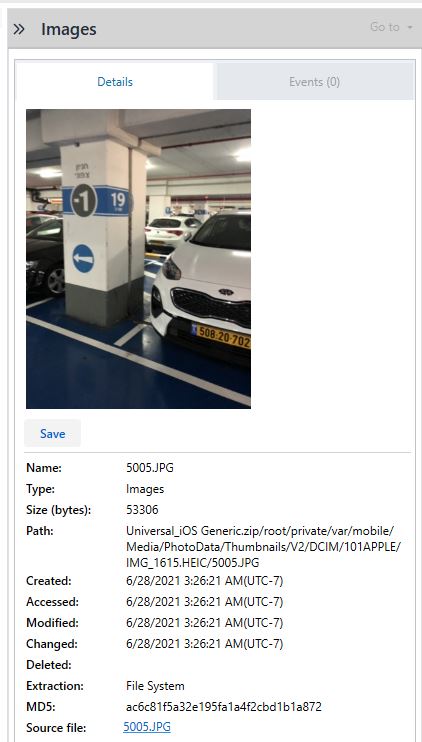 Images
Go to
Details
Events (0)
חניון
צפוני
-1
19
KIA
508-20-702
Save
Name: 5005.JPG
Type: Images
Size (bytes): 53306
Path: Universal_iOS Generic.zip/root/private/var/mobile/
Media/PhotoData/Thumbnails/V2/DCIM/101APPLE/
IMG_1615.HEIC/5005.JPG
Created: 6/28/2021 3:26:21 AM(UTC-7)
Accessed: 6/28/2021 3:26:21 AM(UTC-7)
Modified: 6/28/2021 3:26:21 AM(UTC-7)
Changed: 6/28/2021 3:26:21 AM(UTC-7)
Deleted:
Extraction: File System
MD5: ac6c81f5a32e195fa1a4f2cbd1b1a872
Source file: 5005.JPG